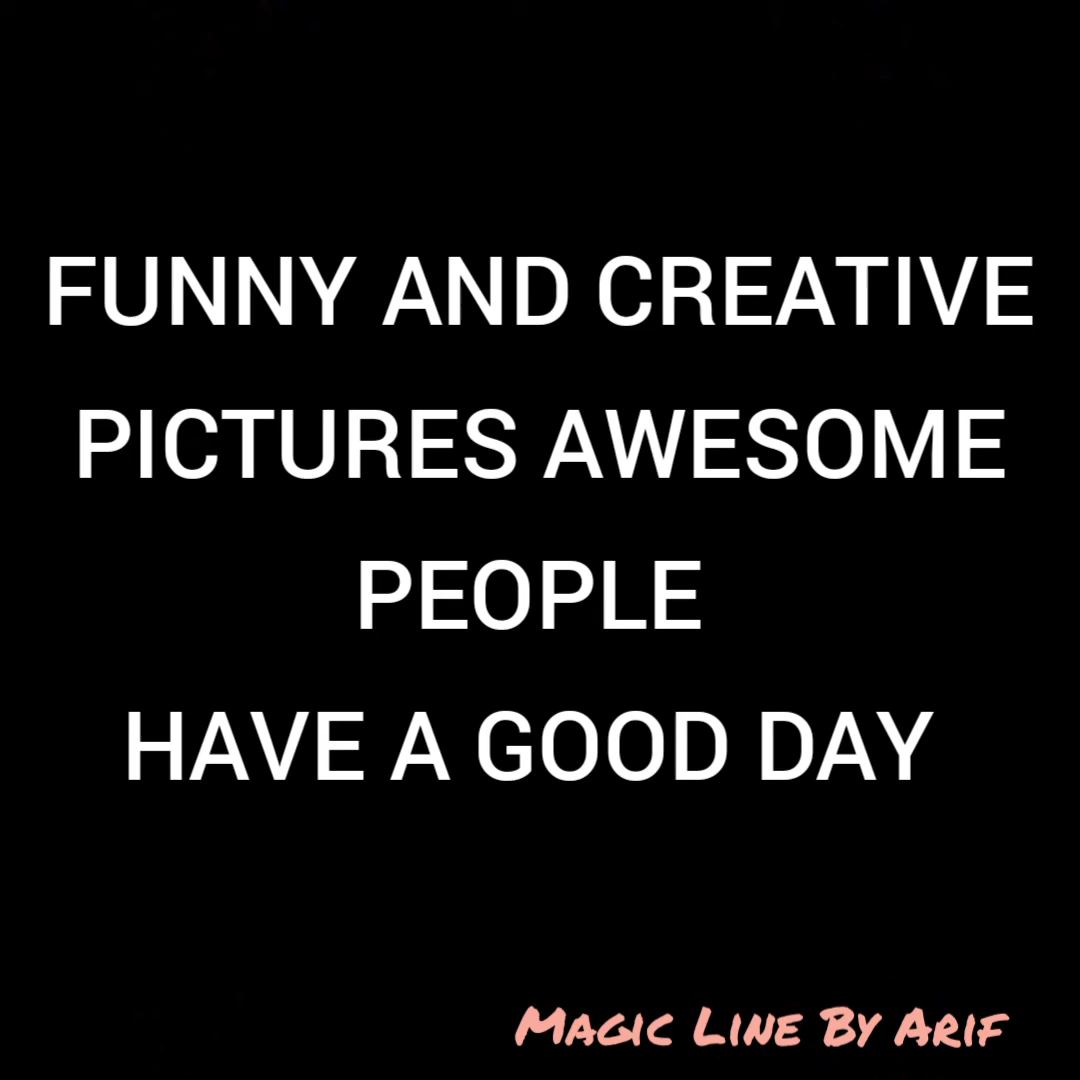 FUNNY AND CREATIVE
PICTURES AWESOME
PEOPLE
HAVE A GOOD DAY
Magic Line By Arif